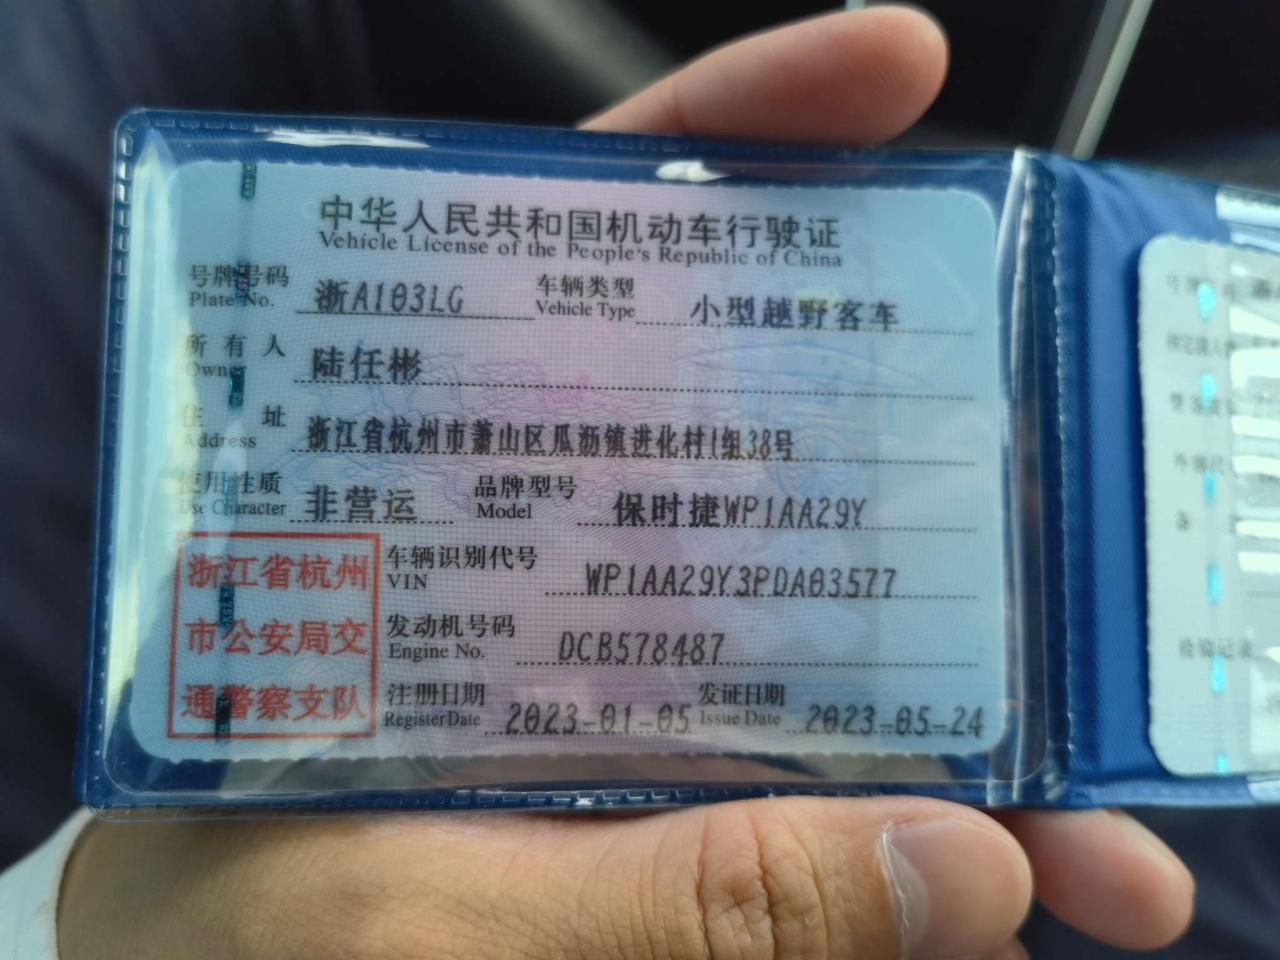 中华人民共和国机动车行驶证
Vehicle License of the People's Republic of China
号牌号码 浙A103LG 车辆类型 小型越野客车
Plate No. Vehicle Type
所有人 陆任彬
Owner
住址 浙江省杭州市萧山区瓜沥镇进化村1组38号
Address
使用性质 非营运 品牌型号 保时捷WP1AA29Y
Use Character Model
浙江省杭州
市公安局交
通警察支队
车辆识别代号 WP1AA29Y3PDA03577
VIN
发动机号码 DCB578487
Engine No.
注册日期 2023-01-05 发证日期 2023-05-24
Register Date Issue Date
检验记录